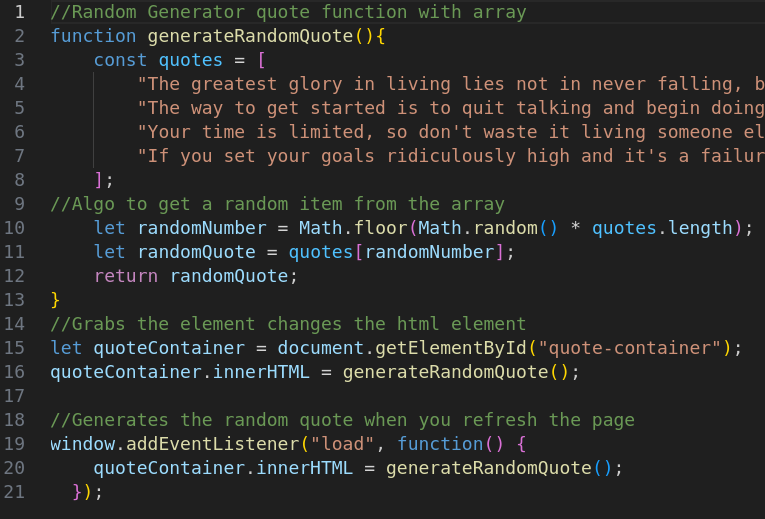 1 //Random Generator quote function with array
2 function generateRandomQuote(){
3 const quotes = [
4 "The greatest glory in living lies not in never falling, b
5 "The way to get started is to quit talking and begin doing
6 "Your time is limited, so don't waste it living someone el
7 "If you set your goals ridiculously high and it's a failur
8 ];
9 //Algo to get a random item from the array
10 let randomNumber = Math.floor(Math.random() * quotes.length);
11 let randomQuote = quotes[randomNumber];
12 return randomQuote;
13 }
14 //Grabs the element changes the html element
15 let quoteContainer = document.getElementById("quote-container");
16 quoteContainer.innerHTML = generateRandomQuote();
17
18 //Generates the random quote when you refresh the page
19 window.addEventListener("load", function() {
20 quoteContainer.innerHTML = generateRandomQuote();
21 });